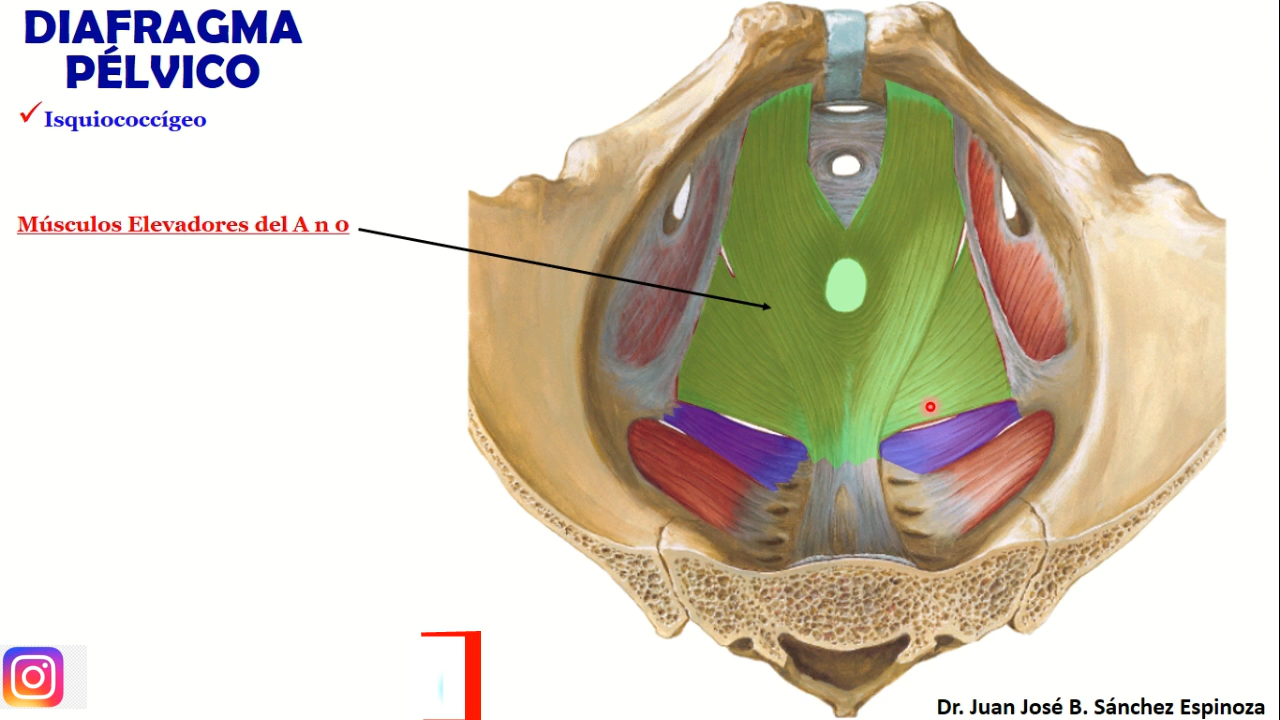 DIAFRAGMA
PÉLVICO
Isquiococcígeo
Músculos Elevadores del A n o
Dr. Juan José B. Sánchez Espinoza